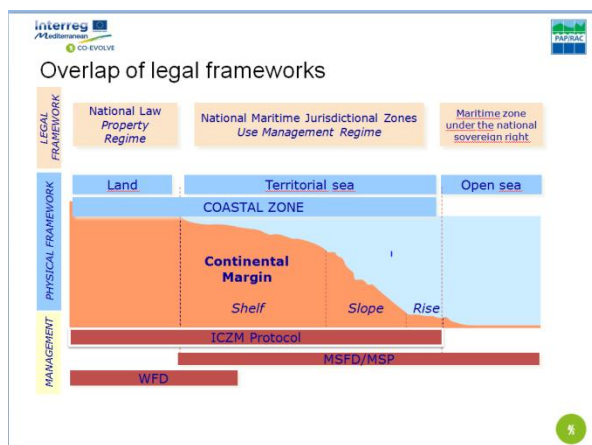 Interreg
Mediterranean
CO-EVOLVE
PAP/RAC
Overlap of legal frameworks
LEGAL
FRAMEWORK
National Law
Property
Regime
National Maritime Jurisdictional Zones
Use Management Regime
Maritime zone
under the national
sovereign right
PHYSICAL FRAMEWORK
Land
Territorial sea
Open sea
COASTAL ZONE
Continental
Margin
Shelf
Slope
Rise
MANAGEMENT
ICZM Protocol
MSFD/MSP
WFD